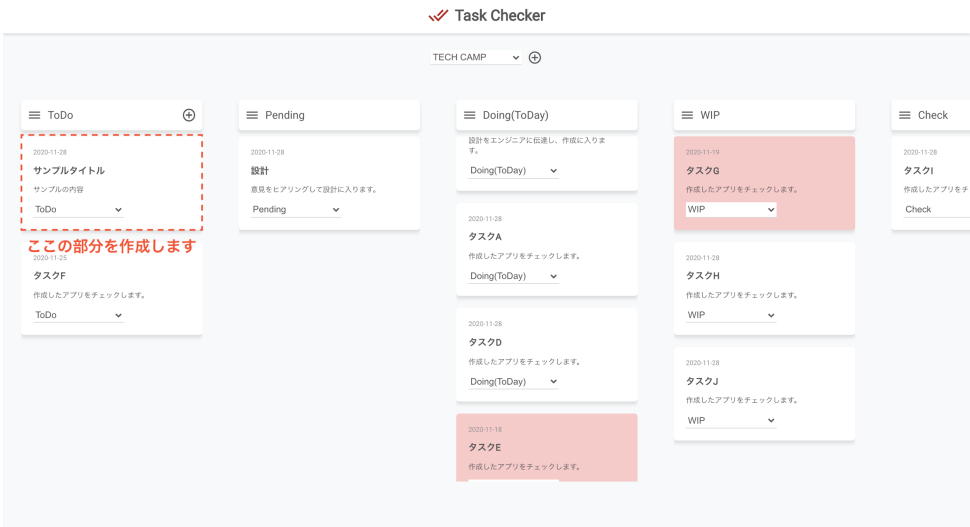 Task Checker
TECH CAMP
ToDo
2020-11-28
サンプルタイトル
サンプルの内容
ToDo
ここの部分を作成します
2020-11-25
タスクF
作成したアプリをチェックします。
ToDo
Pending
2020-11-28
設計
意見をヒアリングして設計に入ります。
Pending
Doing(ToDay)
設計をエンジニアに伝達し、作成に入りま
す。
Doing(ToDay)
2020-11-28
タスクA
作成したアプリをチェックします。
Doing(ToDay)
2020-11-28
タスクD
作成したアプリをチェックします。
Doing(ToDay)
2020-11-18
タスクE
作成したアプリをチェックします。
WIP
2020-11-19
タスクG
作成したアプリをチェックします。
WIP
2020-11-28
タスクH
作成したアプリをチェックします。
WIP
2020-11-28
タスクJ
作成したアプリをチェックします。
WIP
Check
2020-11-28
タスクI
作成したアプリをチ
Check